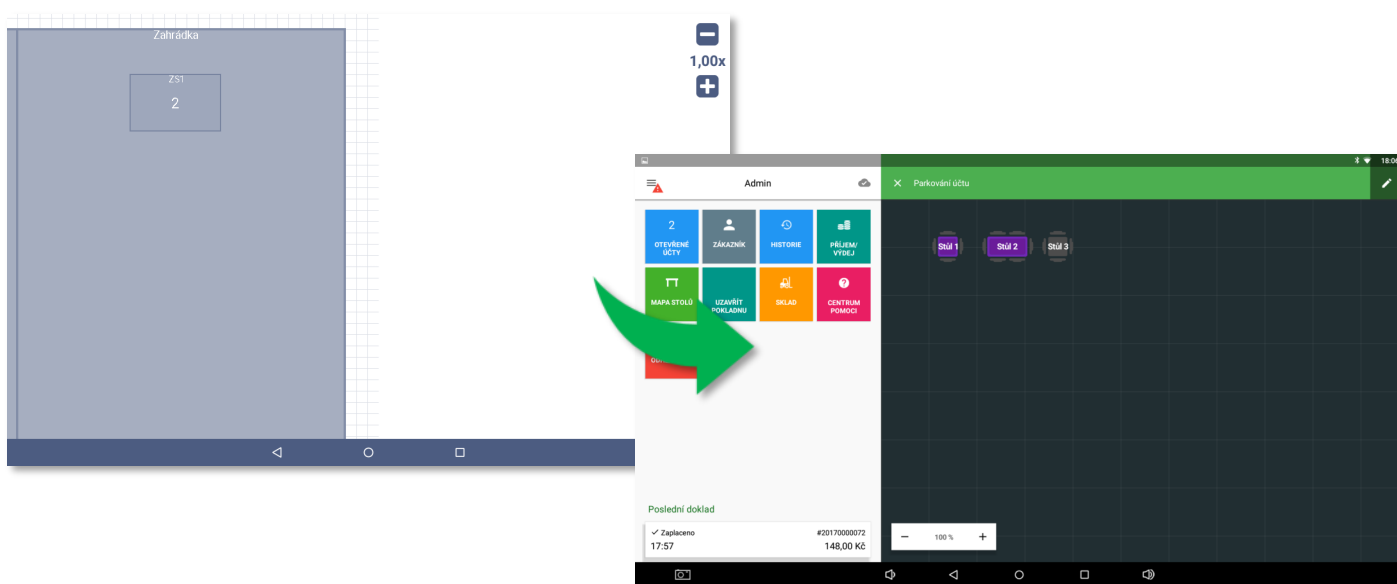 Zahrádka
ZS1
2
1,00x
18:06
Admin
Parkování účtu
2
OTEVŘENÉ
ÚČTY
ZÁKAZNÍK
HISTORIE
PŘÍJEM/
VÝDEJ
MAPA STOLŮ
UZAVŘÍT
POKLADNU
SKLAD
CENTRUM
POMOCI
Stůl 1
Stůl 2
Stůl 3
Poslední doklad
Zaplaceno
#20170000072
17:57
148,00 Kč
− 100 % +